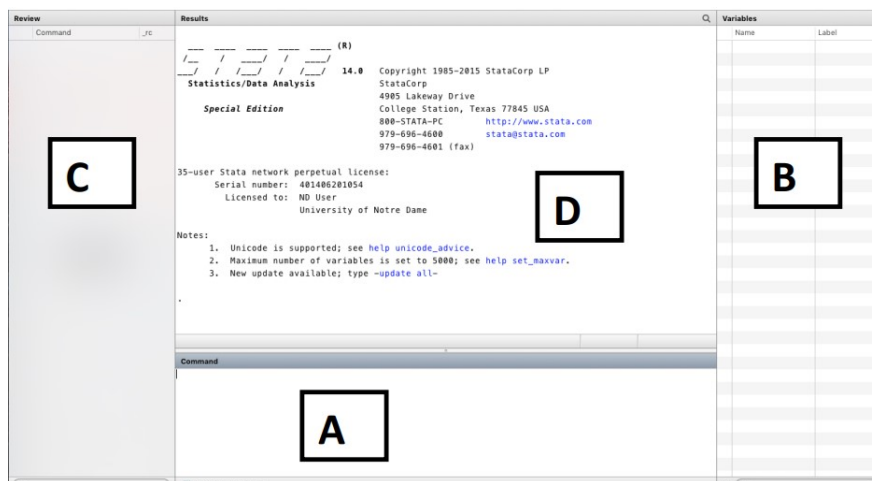 Review
Command _rc
C
Results
(R)
14.0 Copyright 1985-2015 StataCorp LP
Statistics/Data Analysis StataCorp
4905 Lakeway Drive
Special Edition College Station, Texas 77845 USA
800-STATA-PC http://www.stata.com
979-696-4600 stata@stata.com
979-696-4601 (fax)
35-user Stata network perpetual license:
Serial number: 401406201054
Licensed to: ND User
University of Notre Dame
D
Notes:
1. Unicode is supported; see help unicode_advice.
2. Maximum number of variables is set to 5000; see help set_maxvar.
3. New update available; type -update all-
.
Command
A
Variables
Name Label
B